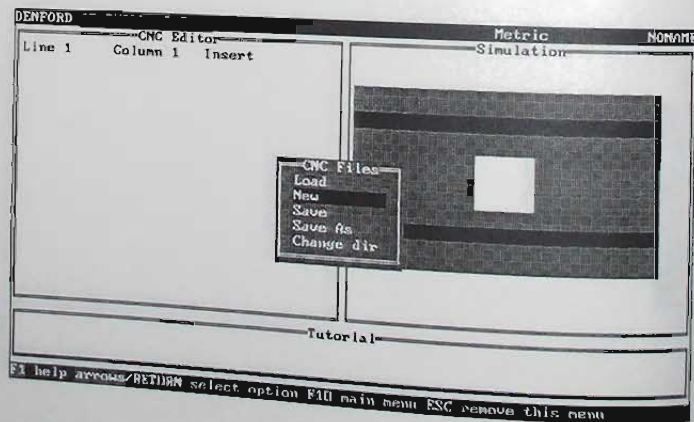 DENFORD
Metric
NONAME
CNC Editor
Simulation
Line 1 Column 1 Insert
CNC Files
Load
New
Save
Save As
Change dir
Tutorial
F1 help arrows/RETURN select option F10 main menu ESC remove this menu